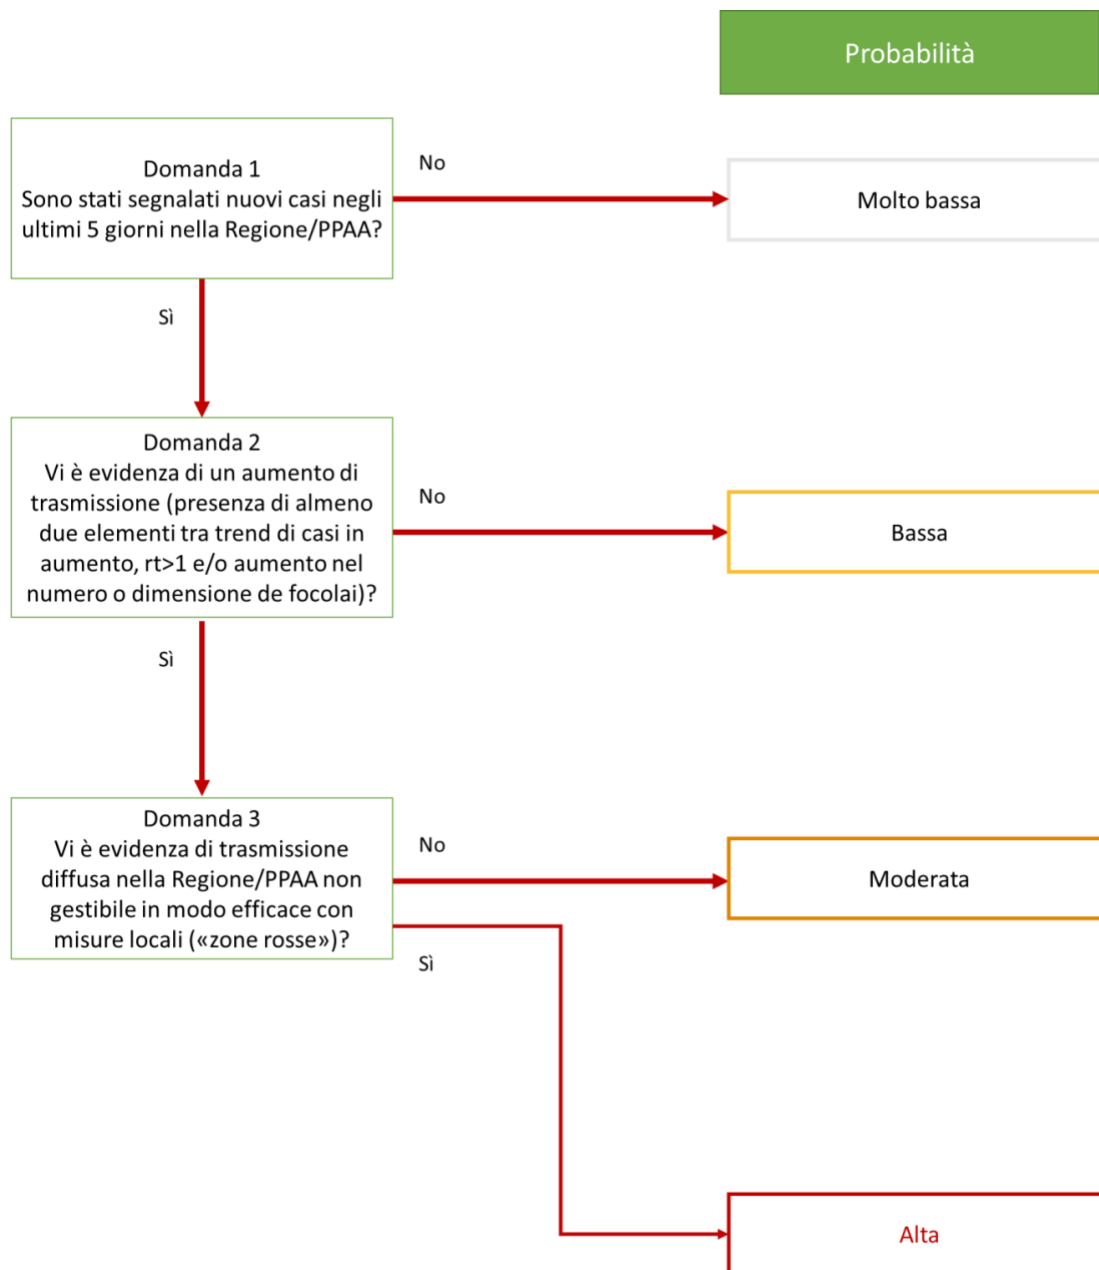 Probabilità
Domanda 1
Sono stati segnalati nuovi casi negli
ultimi 5 giorni nella Regione/PPAA?
No
Molto bassa
Sì
Domanda 2
Vi è evidenza di un aumento di
trasmissione (presenza di almeno
due elementi tra trend di casi in
aumento, rt>1 e/o aumento nel
numero o dimensione de focolai)?
No
Bassa
Sì
Domanda 3
Vi è evidenza di trasmissione
diffusa nella Regione/PPAA non
gestibile in modo efficace con
misure locali («zone rosse»)?
No
Moderata
Sì
Alta